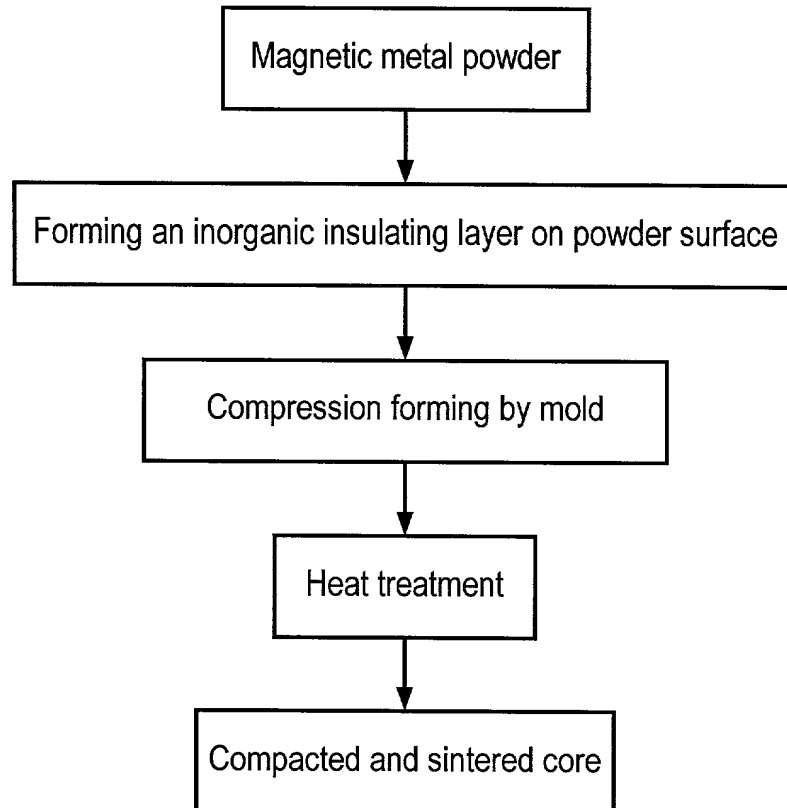 Magnetic metal powder
Forming an inorganic insulating layer on powder surface
Compression forming by mold
Heat treatment
Compacted and sintered core